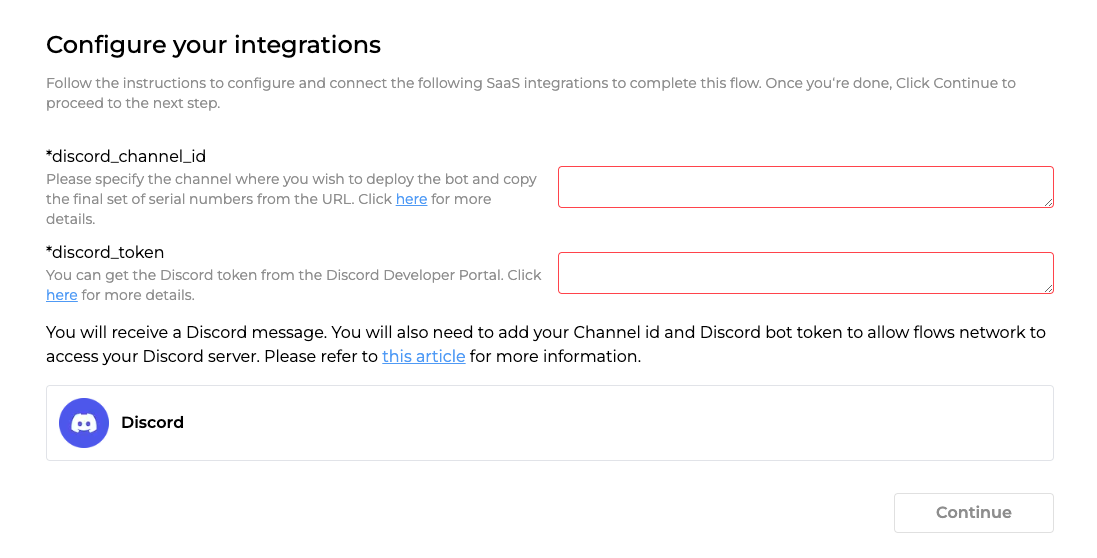 Configure your integrations
Follow the instructions to configure and connect the following SaaS integrations to complete this flow. Once you're done, Click Continue to
proceed to the next step.
*discord_channel_id
Please specify the channel where you wish to deploy the bot and copy
the final set of serial numbers from the URL. Click here for more
details.
*discord_token
You can get the Discord token from the Discord Developer Portal. Click
here for more details.
You will receive a Discord message. You will also need to add your Channel id and Discord bot token to allow flows network to
access your Discord server. Please refer to this article for more information.
Discord
Continue